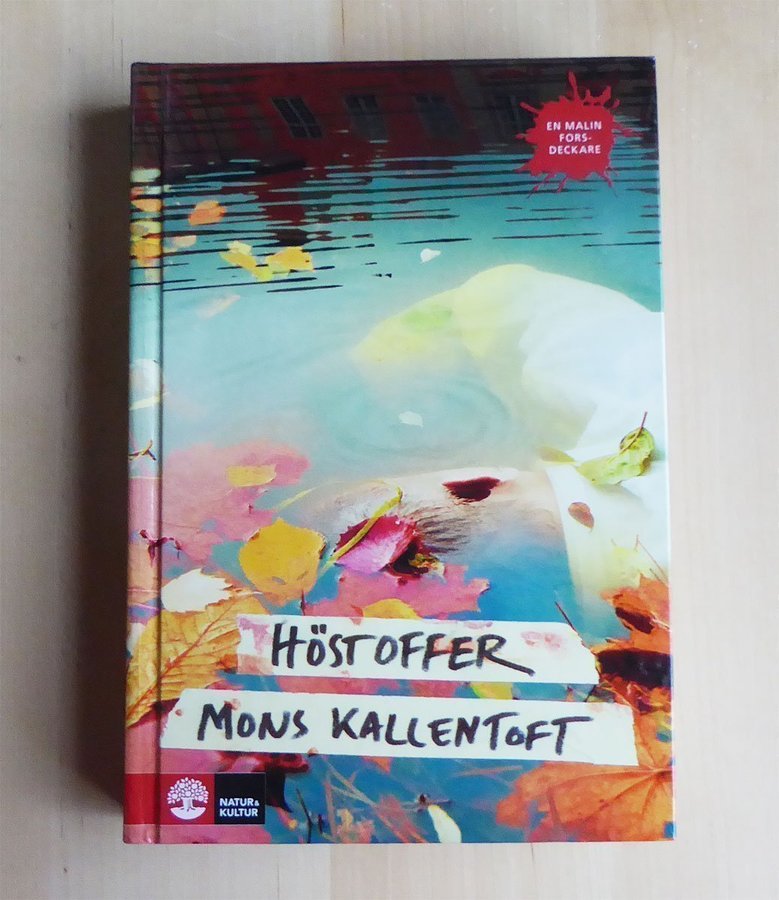 EN MALIN
FORS-
DECKARE
HÖSTOFFER
MONS KALLENTOFT
NATUR&
KULTUR